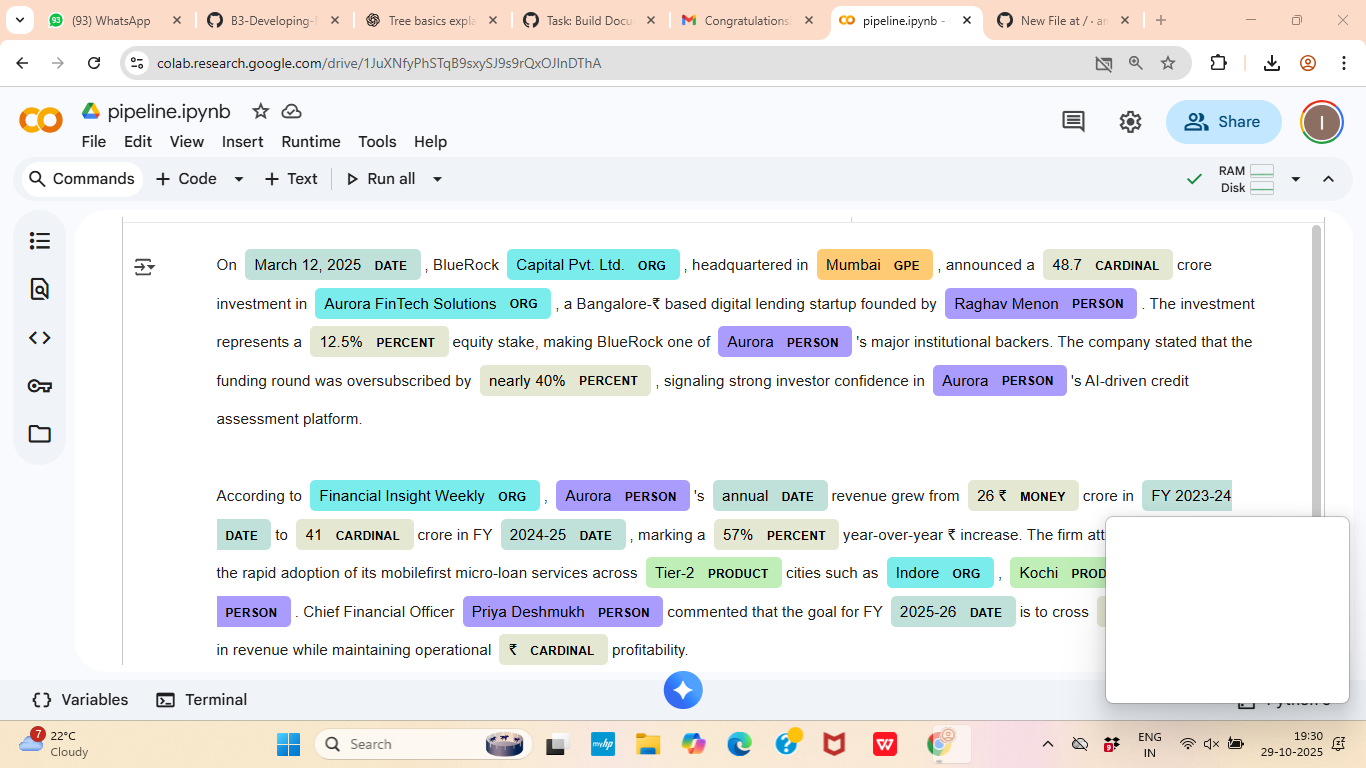 (93) WhatsApp
B3-Developing-
Tree basics expla
Task: Build Docu
Congratulations
pipeline.ipynb -
New File at / · a
colab.research.google.com/drive/1JuXNfyPhSTqB9sxySJ9s9rQxOJInDThA
pipeline.ipynb
Share
I
File Edit View Insert Runtime Tools Help
Commands + Code + Text Run all
RAM
Disk
On March 12, 2025 DATE , BlueRock Capital Pvt. Ltd. ORG , headquartered in Mumbai GPE , announced a 48.7 CARDINAL crore
investment in Aurora FinTech Solutions ORG , a Bangalore-₹ based digital lending startup founded by Raghav Menon PERSON . The investment
represents a 12.5% PERCENT equity stake, making BlueRock one of Aurora PERSON 's major institutional backers. The company stated that the
funding round was oversubscribed by nearly 40% PERCENT , signaling strong investor confidence in Aurora PERSON 's AI-driven credit
assessment platform.
According to Financial Insight Weekly ORG , Aurora PERSON 's annual DATE revenue grew from 26 ₹ MONEY crore in FY 2023-24
DATE to 41 CARDINAL crore in FY 2024-25 DATE , marking a 57% PERCENT year-over-year ₹ increase. The firm att
the rapid adoption of its mobilefirst micro-loan services across Tier-2 PRODUCT cities such as Indore ORG , Kochi PROD
PERSON . Chief Financial Officer Priya Deshmukh PERSON commented that the goal for FY 2025-26 DATE is to cross
in revenue while maintaining operational ₹ CARDINAL profitability.
Variables Terminal
7
22°C
Cloudy
Search
ENG
IN
19:30
29-10-2025